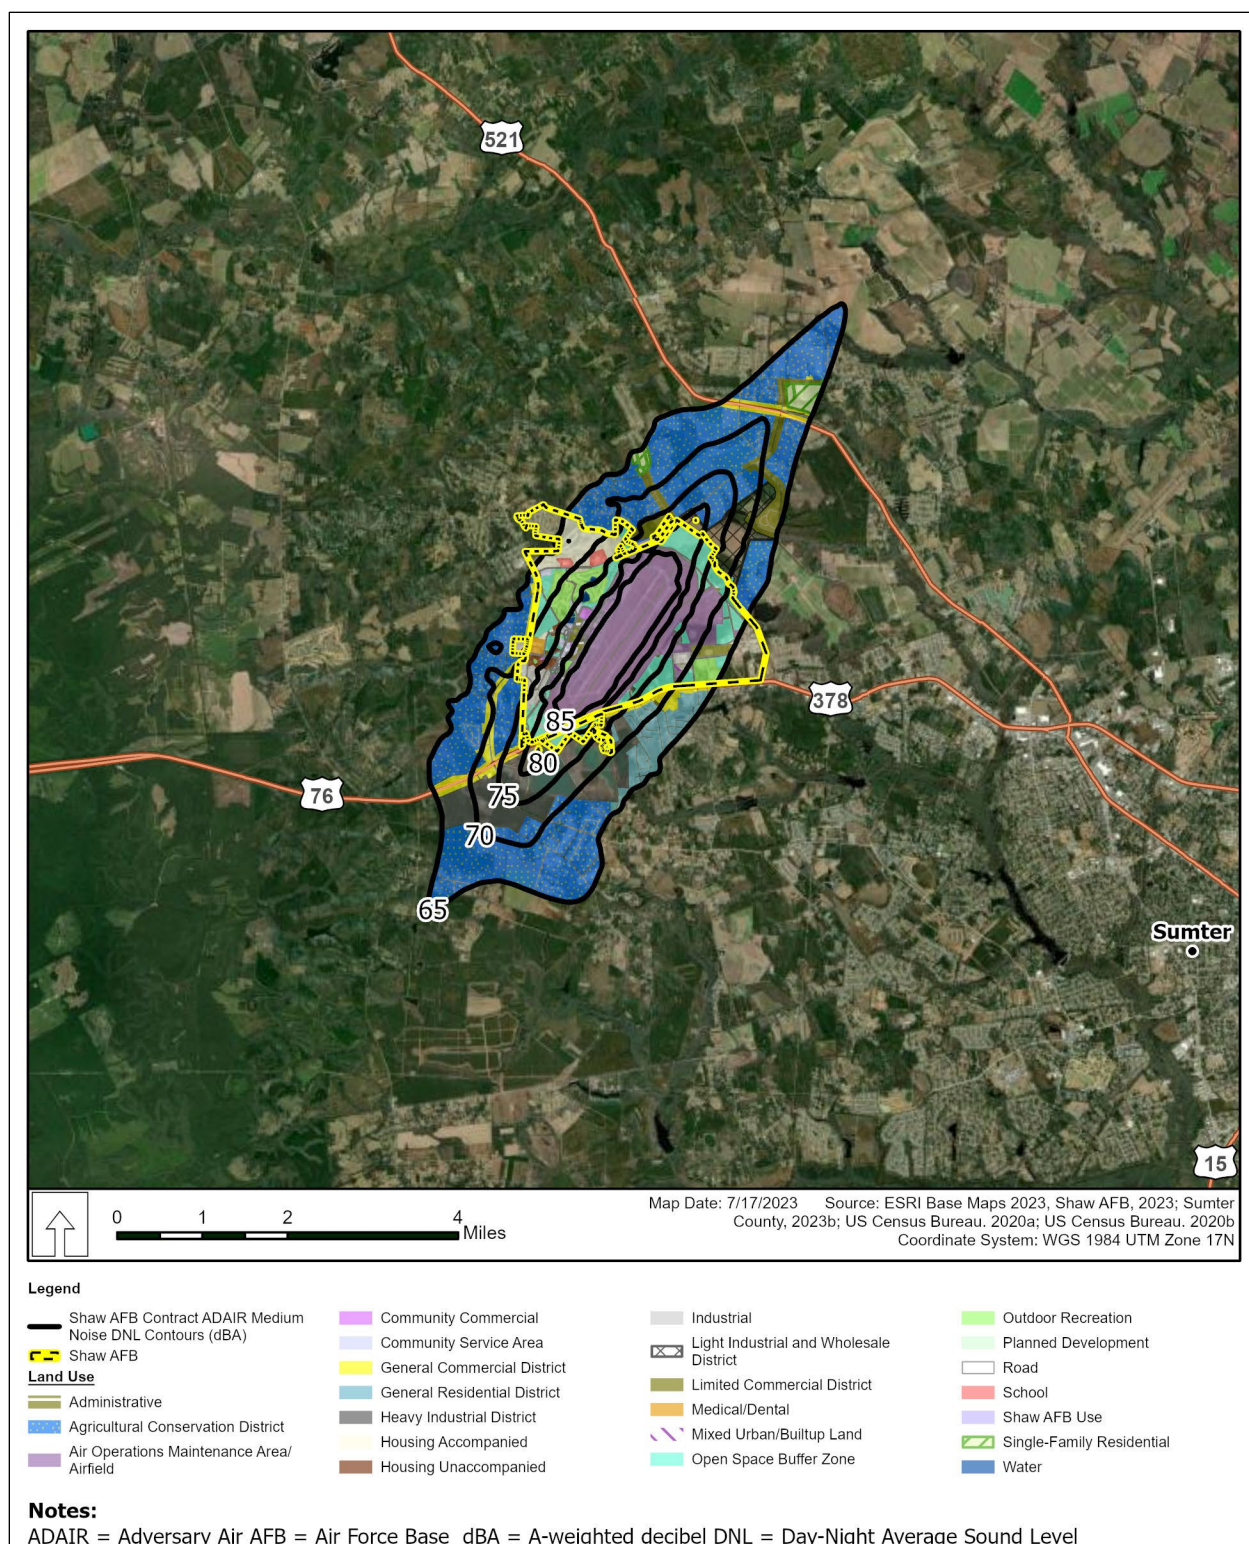 521
378
76
85
80
75
70
65
Sumter
15
0 1 2 4
Miles
Map Date: 7/17/2023 Source: ESRI Base Maps 2023, Shaw AFB, 2023; Sumter
County, 2023b; US Census Bureau. 2020a; US Census Bureau. 2020b
Coordinate System: WGS 1984 UTM Zone 17N
Legend
Shaw AFB Contract ADAIR Medium
Noise DNL Contours (dBA)
Shaw AFB
Land Use
Administrative
Agricultural Conservation District
Air Operations Maintenance Area/
Airfield
Community Commercial
Community Service Area
General Commercial District
General Residential District
Heavy Industrial District
Housing Accompanied
Housing Unaccompanied
Industrial
Light Industrial and Wholesale
District
Limited Commercial District
Medical/Dental
Mixed Urban/Builtup Land
Open Space Buffer Zone
Outdoor Recreation
Planned Development
Road
School
Shaw AFB Use
Single-Family Residential
Water
Notes:
ADAIR = Adversary Air AFB = Air Force Base dBA = A-weighted decibel DNL = Day-Night Average Sound Level